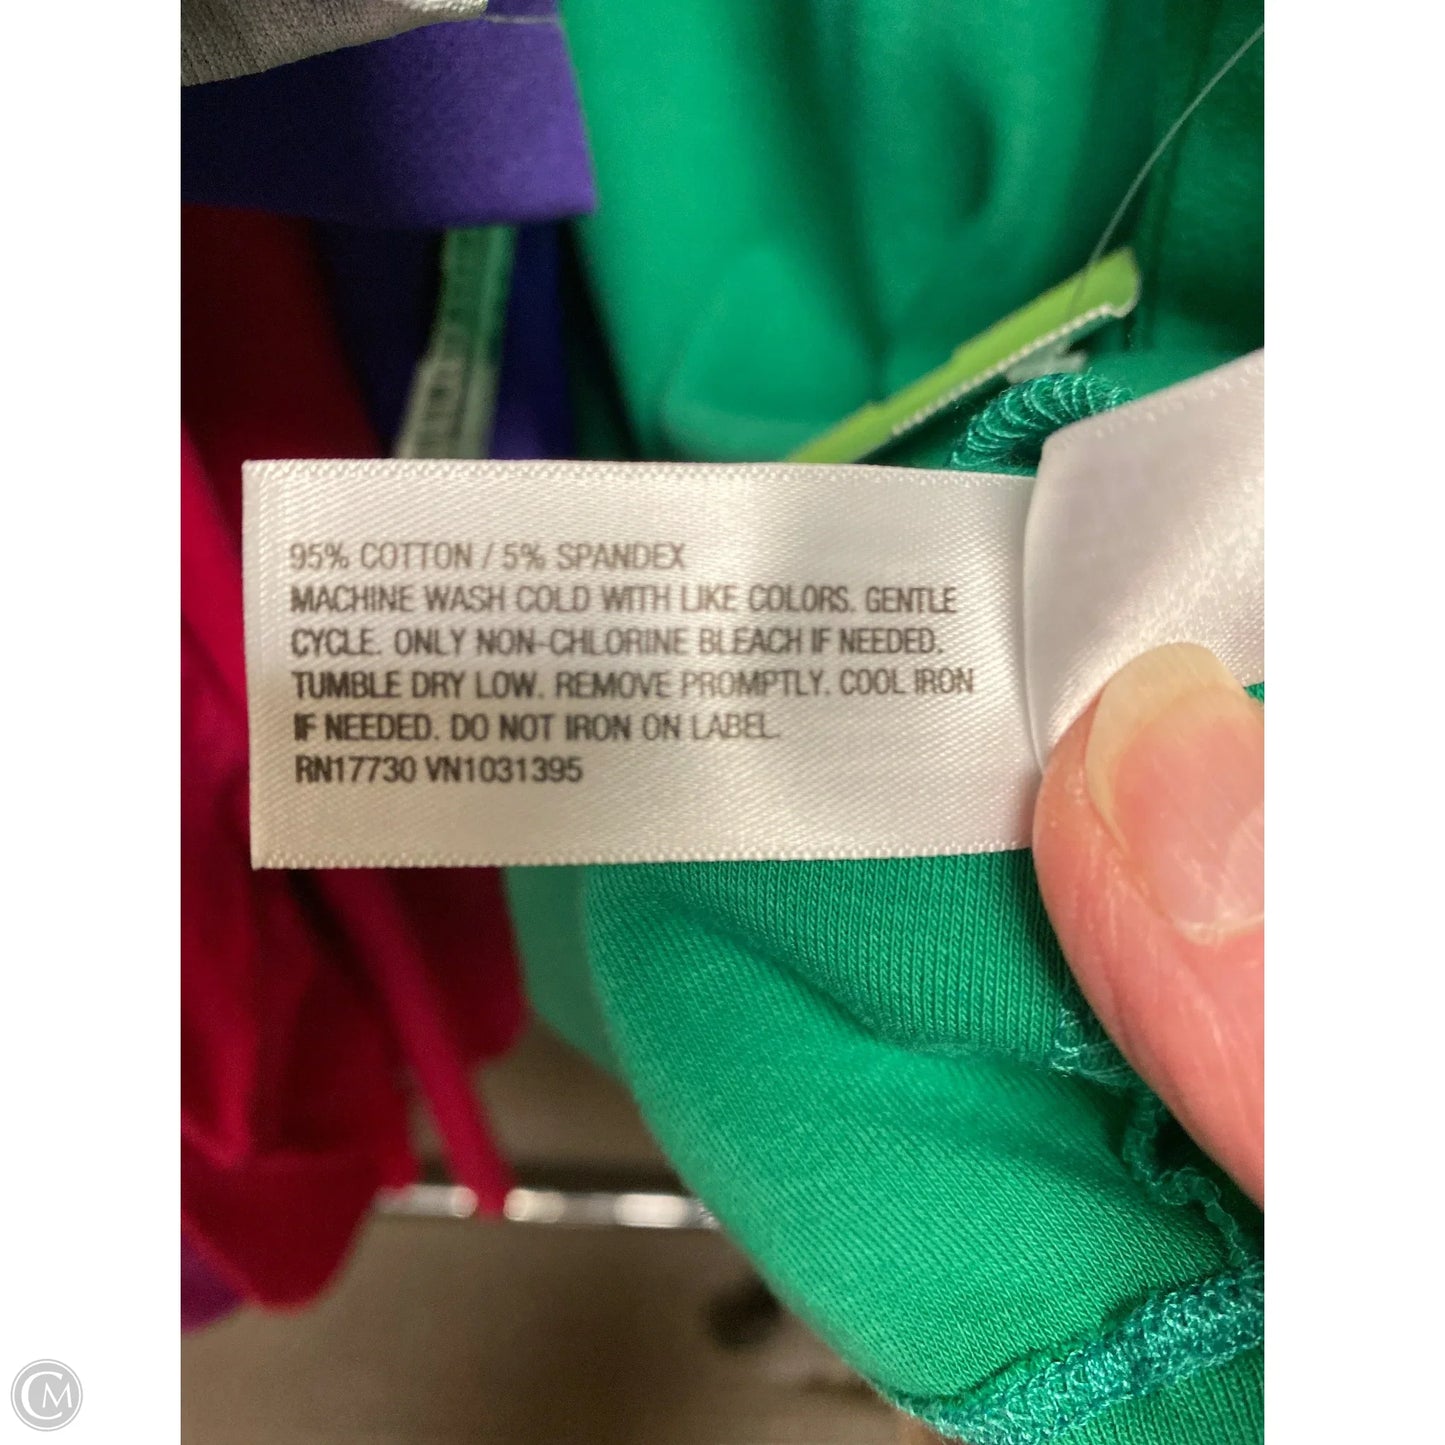 95% COTTON / 5% SPANDEX
MACHINE WASH COLD WITH LIKE COLORS. GENTLE
CYCLE. ONLY NON-CHLORINE BLEACH IF NEEDED.
TUMBLE DRY LOW. REMOVE PROMPTLY. COOL IRON
IF NEEDED. DO NOT IRON ON LABEL.
RN17730 VN1031395
CM